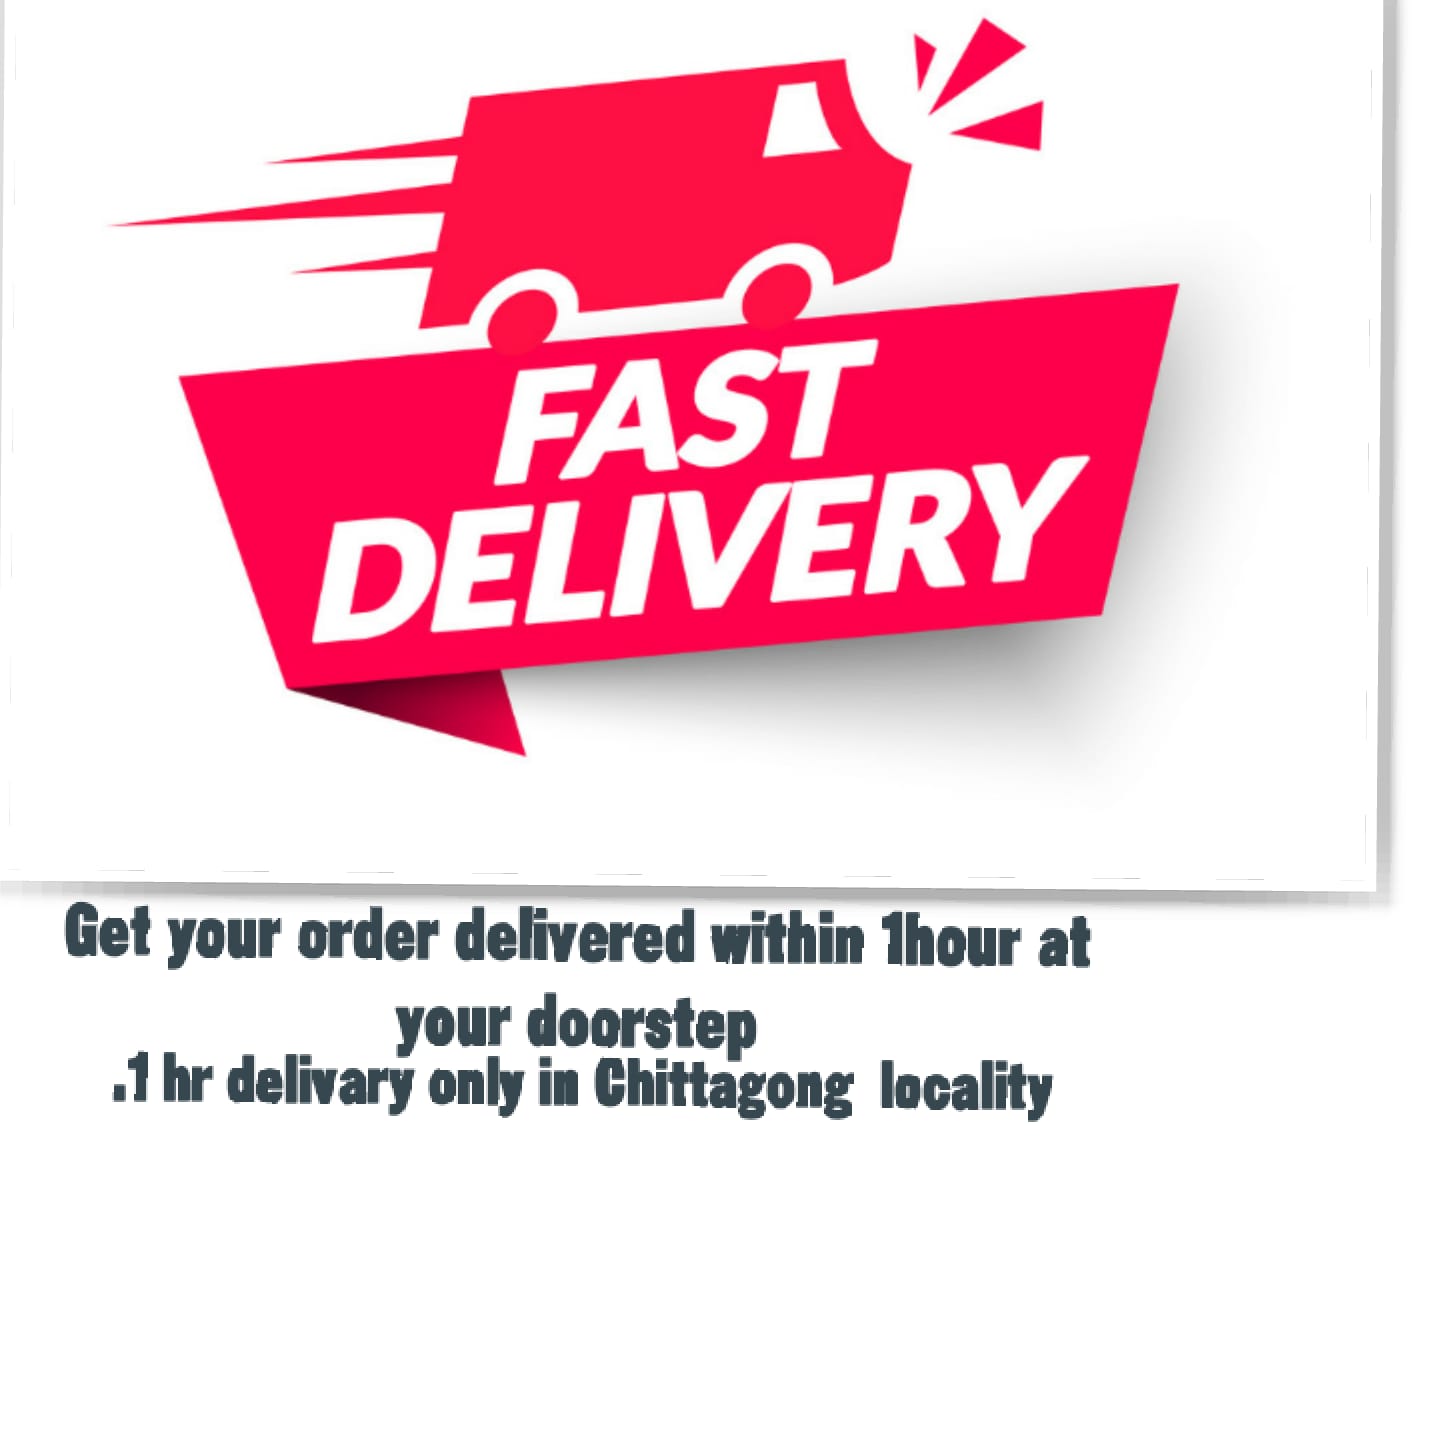 FAST
DELIVERY
Get your order delivered within 1hour at
your doorstep
.1 hr delivary only in Chittagong locality